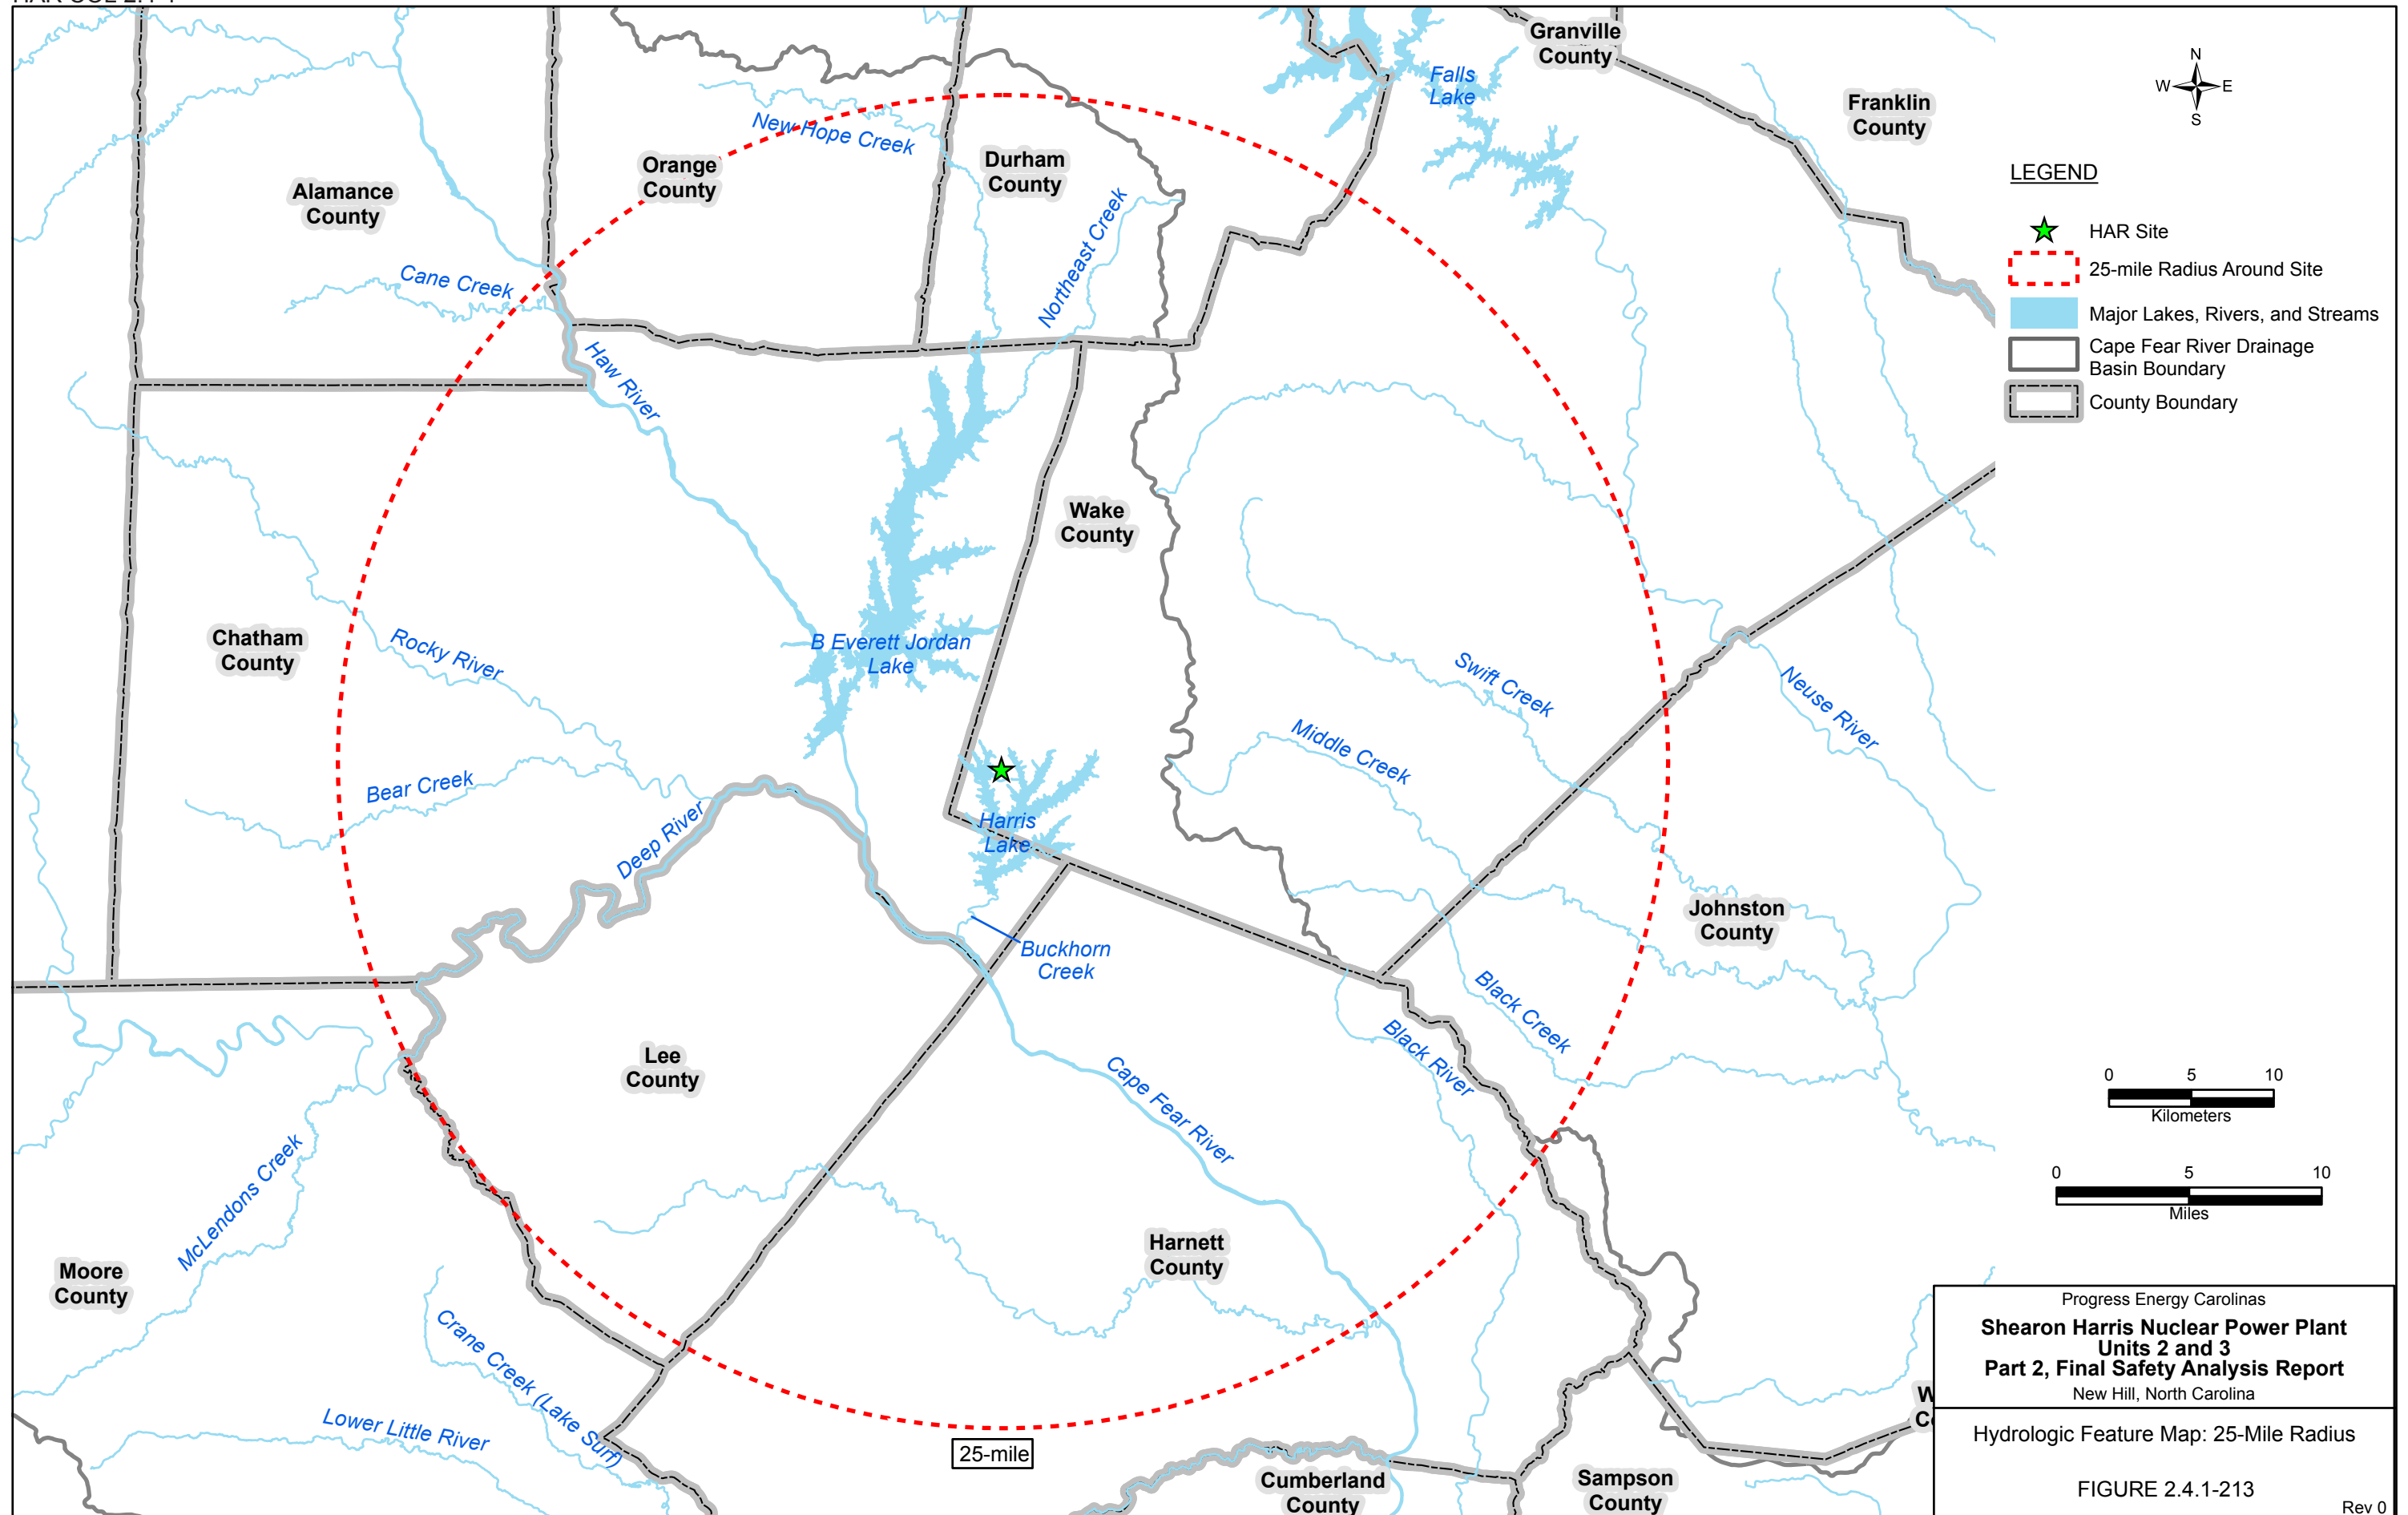 Granville
County
Falls
Lake
N
W
E
S
Franklin
County
New Hope Creek
Orange
County
Durham
County
Alamance
County
LEGEND
HAR Site
25-mile Radius Around Site
Major Lakes, Rivers, and Streams
Cape Fear River Drainage
Basin Boundary
County Boundary
Northeast Creek
Cane Creek
Haw River
Wake
County
Chatham
County
Rocky River
B Everett Jordan
Lake
Swift Creek
Neuse River
Middle Creek
Bear Creek
Deep River
Harris
Lake
Johnston
County
Buckhorn
Creek
Black Creek
Black River
Lee
County
Cape Fear River
0 5 10
Kilometers
McLendons Creek
0 5 10
Miles
Harnett
County
Moore
County
Crane Creek (Lake Surf)
Lower Little River
25-mile
Cumberland
County
Sampson
County
Progress Energy Carolinas
Shearon Harris Nuclear Power Plant
Units 2 and 3
Part 2, Final Safety Analysis Report
New Hill, North Carolina
Hydrologic Feature Map: 25-Mile Radius
FIGURE 2.4.1-213
Rev 0